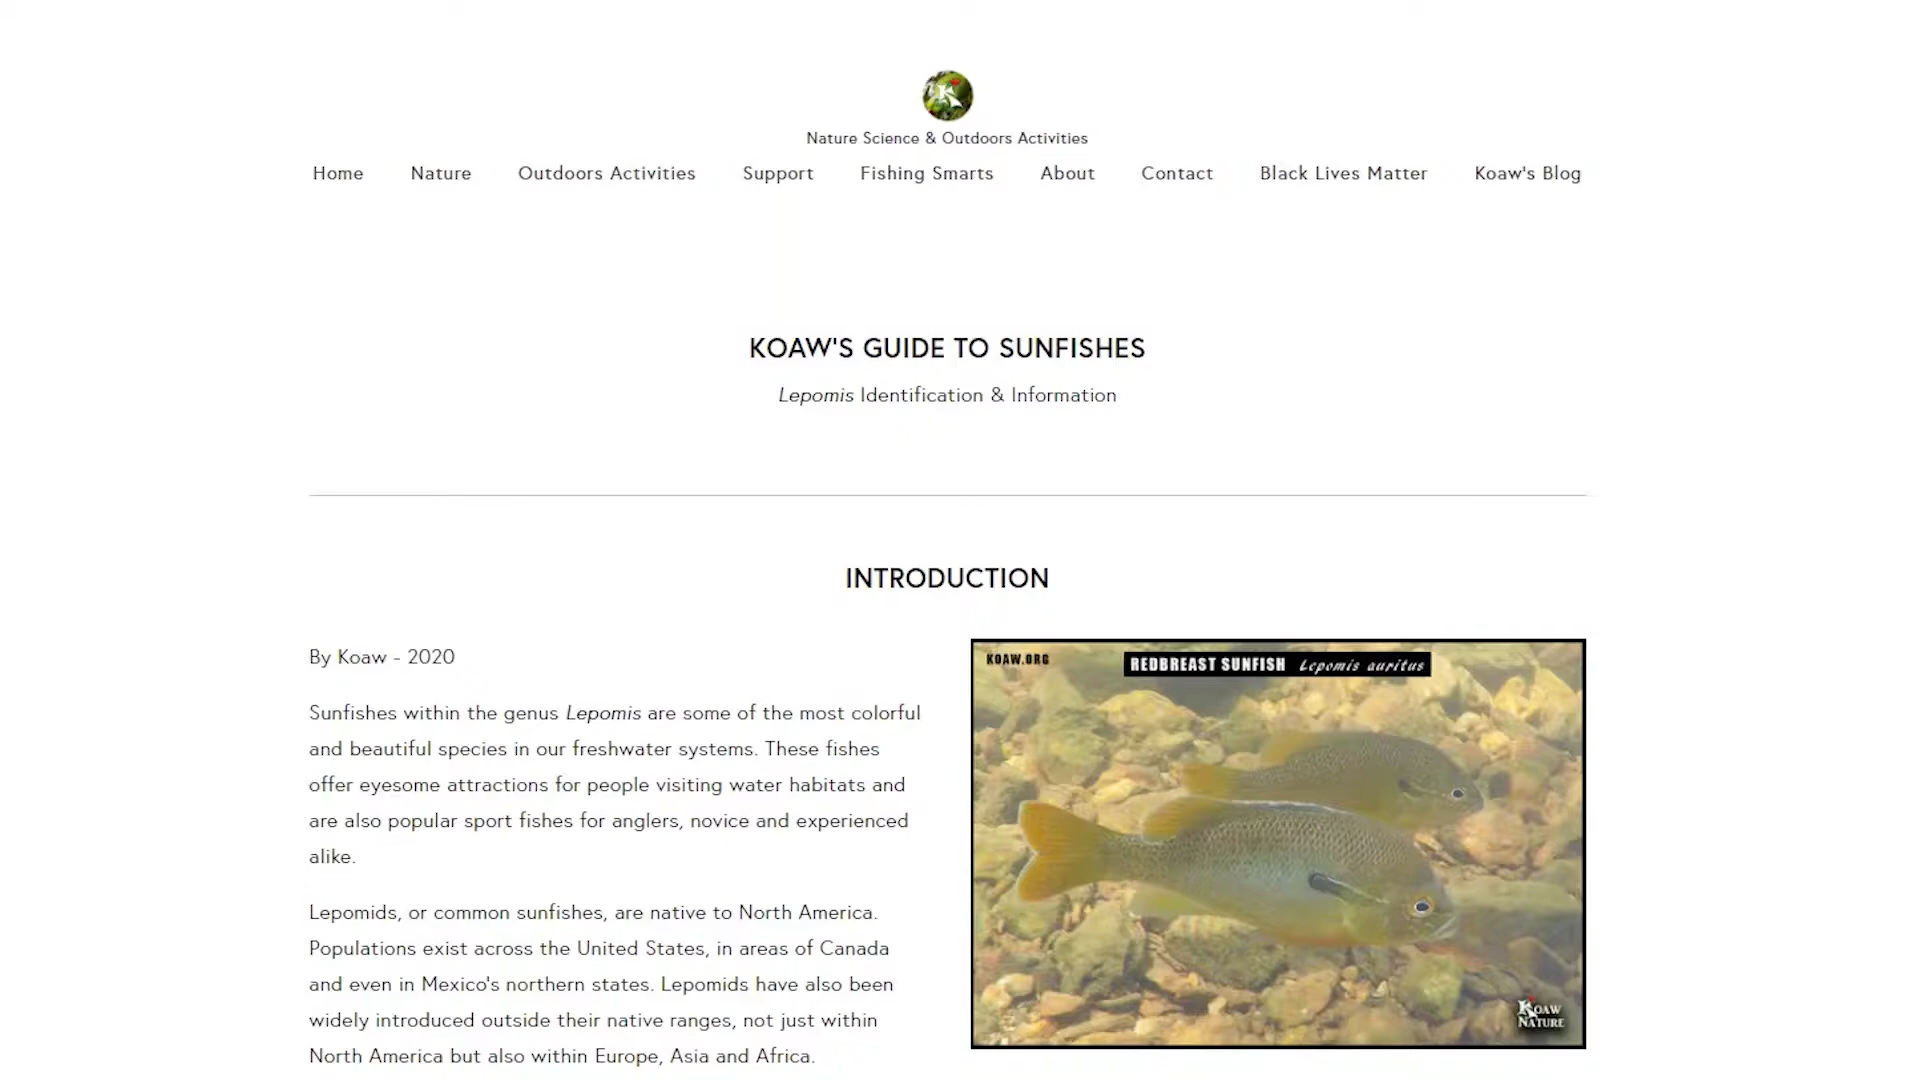 Nature Science & Outdoors Activities
Home Nature Outdoors Activities Support Fishing Smarts About Contact Black Lives Matter Koaw's Blog
KOAW'S GUIDE TO SUNFISHES
Lepomis Identification & Information
INTRODUCTION
By Koaw - 2020
Sunfishes within the genus Lepomis are some of the most colorful
and beautiful species in our freshwater systems. These fishes
offer eyesome attractions for people visiting water habitats and
are also popular sport fishes for anglers, novice and experienced
alike.
Lepomids, or common sunfishes, are native to North America.
Populations exist across the United States, in areas of Canada
and even in Mexico's northern states. Lepomids have also been
widely introduced outside their native ranges, not just within
North America but also within Europe, Asia and Africa.
KOAW.ORG
REDBREAST SUNFISH Lepomis auritus
KOAW
NATURE